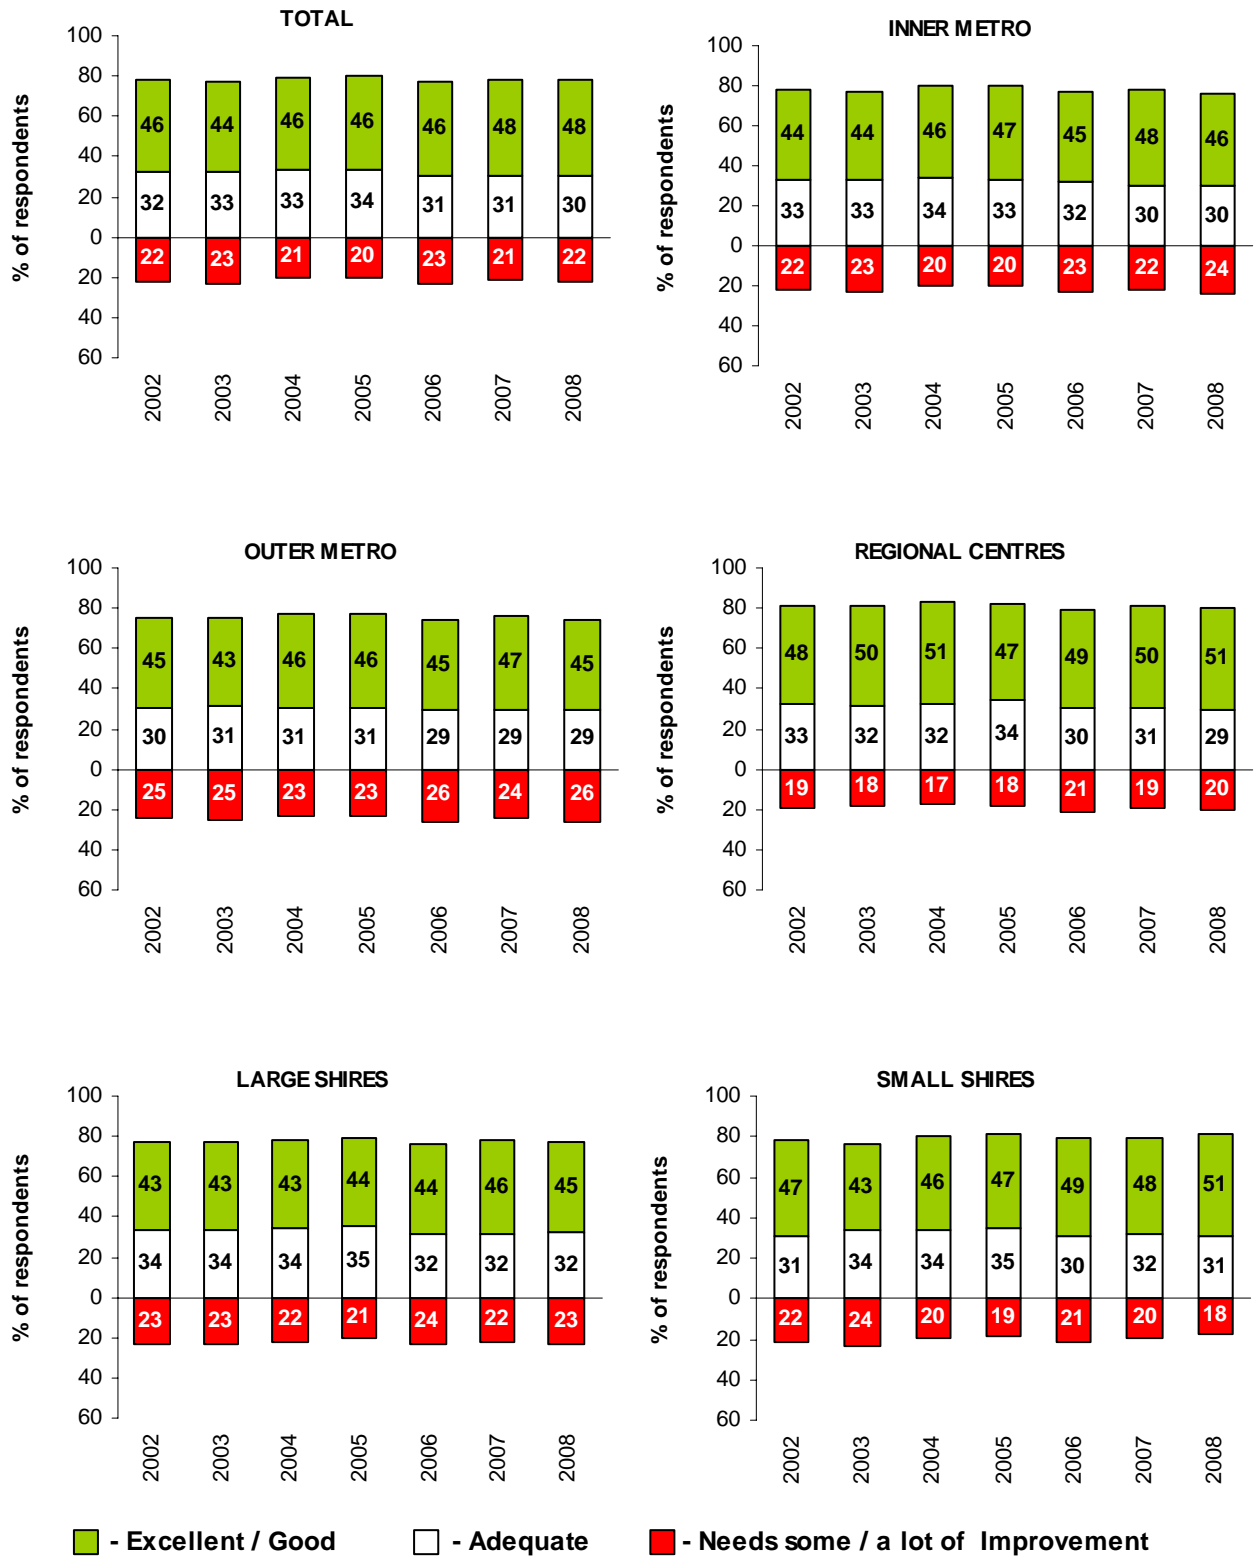 TOTAL
100
80
60
40
20
0
20
40
60
% of respondents
46 44 46 46 46 48 48
32 33 33 34 31 31 30
22 23 21 20 23 21 22
2002 2003 2004 2005 2006 2007 2008
INNER METRO
100
80
60
40
20
0
20
40
60
% of respondents
44 44 46 47 45 48 46
33 33 34 33 32 30 30
22 23 20 20 23 22 24
2002 2003 2004 2005 2006 2007 2008
OUTER METRO
100
80
60
40
20
0
20
40
60
% of respondents
45 43 46 46 45 47 45
30 31 31 31 29 29 29
25 25 23 23 26 24 26
2002 2003 2004 2005 2006 2007 2008
REGIONAL CENTRES
100
80
60
40
20
0
20
40
60
% of respondents
48 50 51 47 49 50 51
33 32 32 34 30 31 29
19 18 17 18 21 19 20
2002 2003 2004 2005 2006 2007 2008
LARGE SHIRES
100
80
60
40
20
0
20
40
60
% of respondents
43 43 43 44 44 46 45
34 34 34 35 32 32 32
23 23 22 21 24 22 23
2002 2003 2004 2005 2006 2007 2008
SMALL SHIRES
100
80
60
40
20
0
20
40
60
% of respondents
47 43 46 47 49 48 51
31 34 34 35 30 32 31
22 24 20 19 21 20 18
2002 2003 2004 2005 2006 2007 2008
- Excellent / Good - Adequate - Needs some / a lot of Improvement